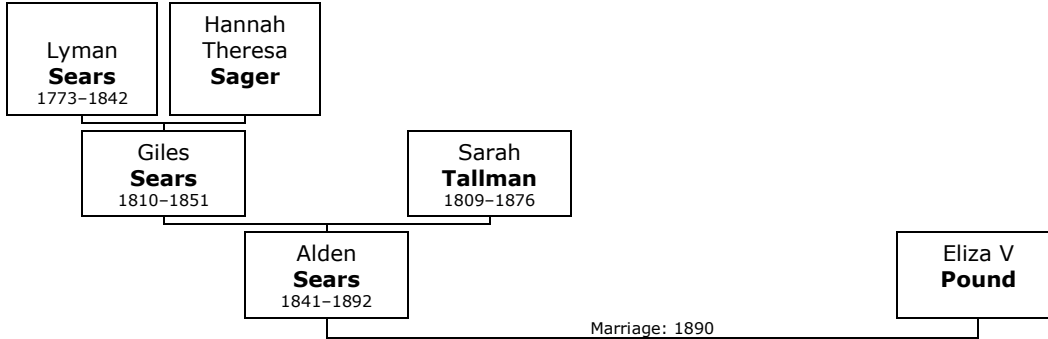 Lyman
Sears
1773–1842
Hannah
Theresa
Sager
Giles
Sears
1810–1851
Sarah
Tallman
1809–1876
Alden
Sears
1841–1892
Eliza V
Pound
Marriage: 1890